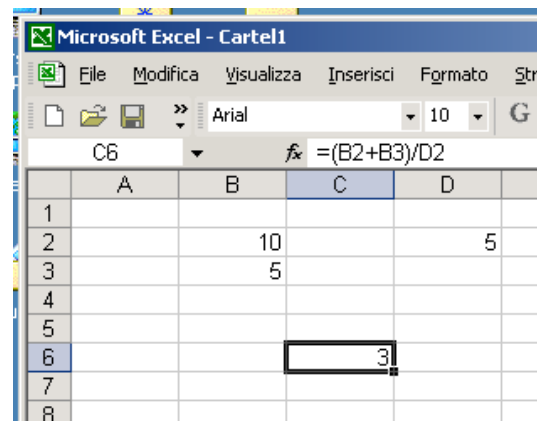 Microsoft Excel - Cartel1
File Modifica Visualizza Inserisci Formato
Arial 10 G
C6 fx =(B2+B3)/D2
A B C D
1
2 10 5
3 5
4
5
6 3
7
8